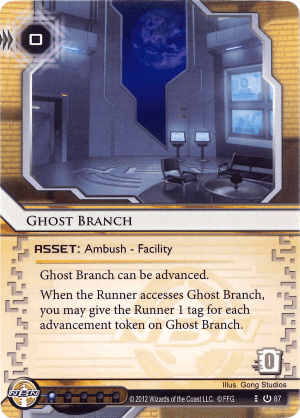 0
GHOST BRANCH
ASSET: Ambush - Facility
Ghost Branch can be advanced.
When the Runner accesses Ghost Branch,
you may give the Runner 1 tag for each
advancement token on Ghost Branch.
NBN
0
Illus. Gong Studios
NBN
© 2012 Wizards of the Coast LLC. © FFG
87